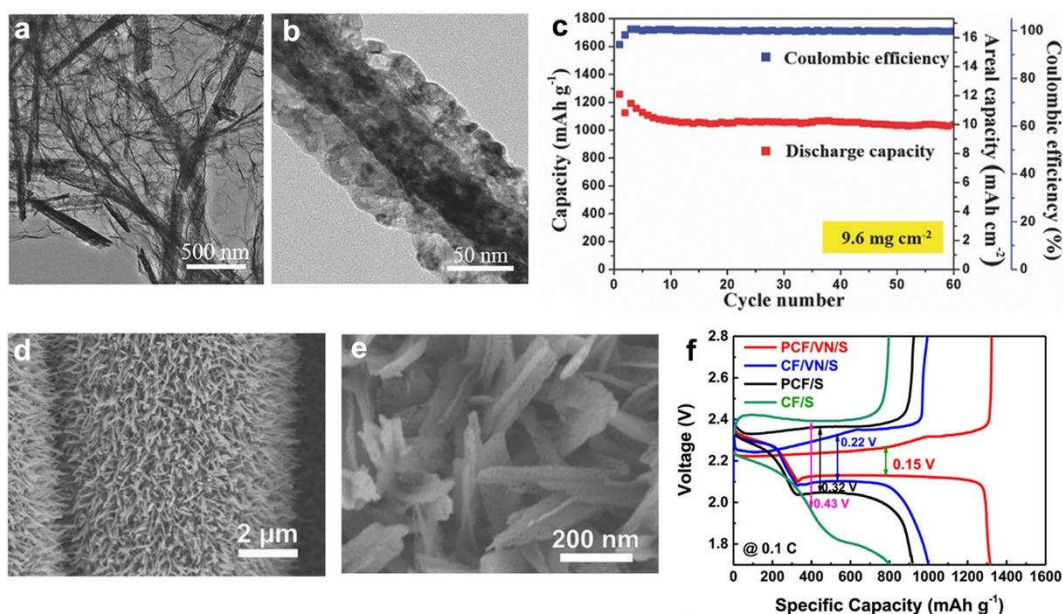 a
500 nm
b
50 nm
c
1800
1600
1400
1200
1000
800
600
400
200
0
Capacity (mAh g⁻¹)
Coulombic efficiency
Discharge capacity
9.6 mg cm⁻²
0 10 20 30 40 50 60
Cycle number
16
14
12
10
8
6
4
2
0
Areal capacity (mAh cm⁻²)
100
80
60
40
20
0
Coulombic efficiency (%)
d
2 μm
e
200 nm
f
2.8
2.6
2.4
2.2
2.0
1.8
Voltage (V)
PCF/VN/S
CF/VN/S
PCF/S
CF/S
0.22 V
0.15 V
0.32 V
0.43 V
@ 0.1 C
0 200 400 600 800 1000 1200 1400 1600
Specific Capacity (mAh g⁻¹)